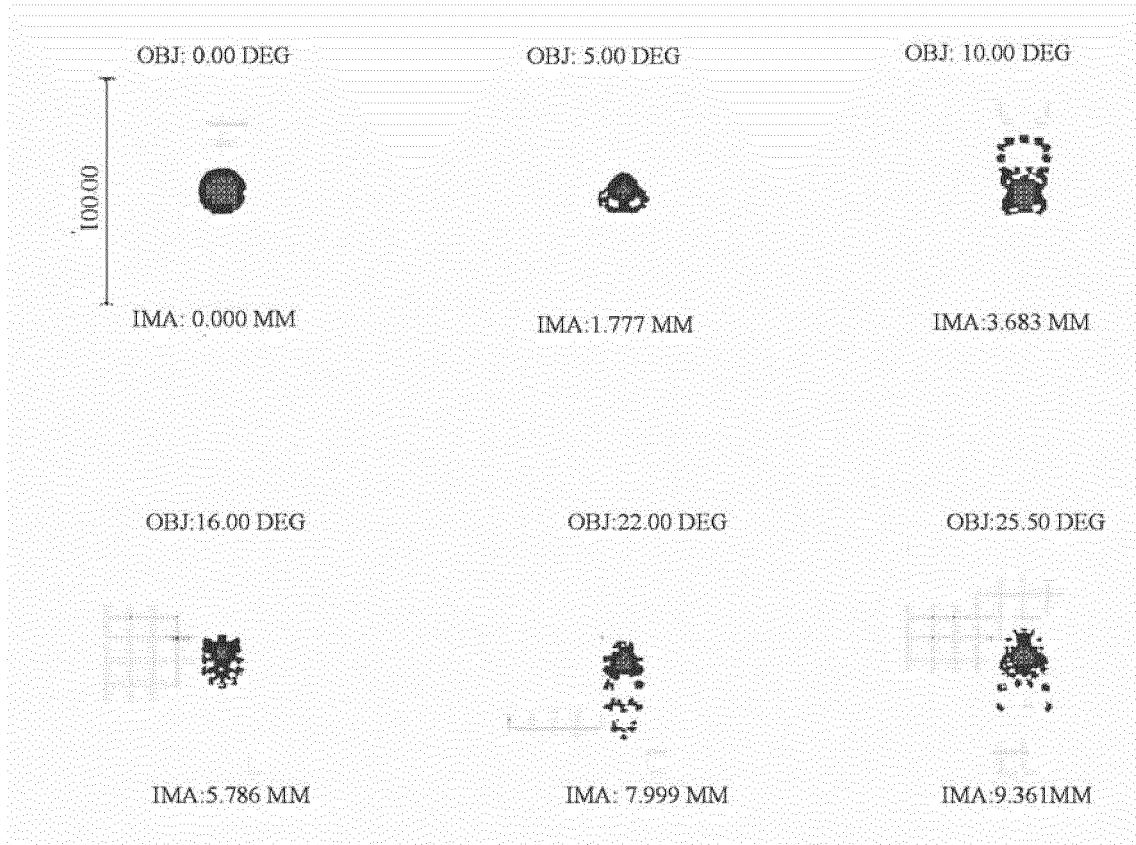 OBJ: 0.00 DEG
OBJ: 5.00 DEG
OBJ: 10.00 DEG
100.00
IMA: 0.000 MM
IMA:1.777 MM
IMA:3.683 MM
OBJ:16.00 DEG
OBJ:22.00 DEG
OBJ:25.50 DEG
IMA:5.786 MM
IMA: 7.999 MM
IMA:9.361MM